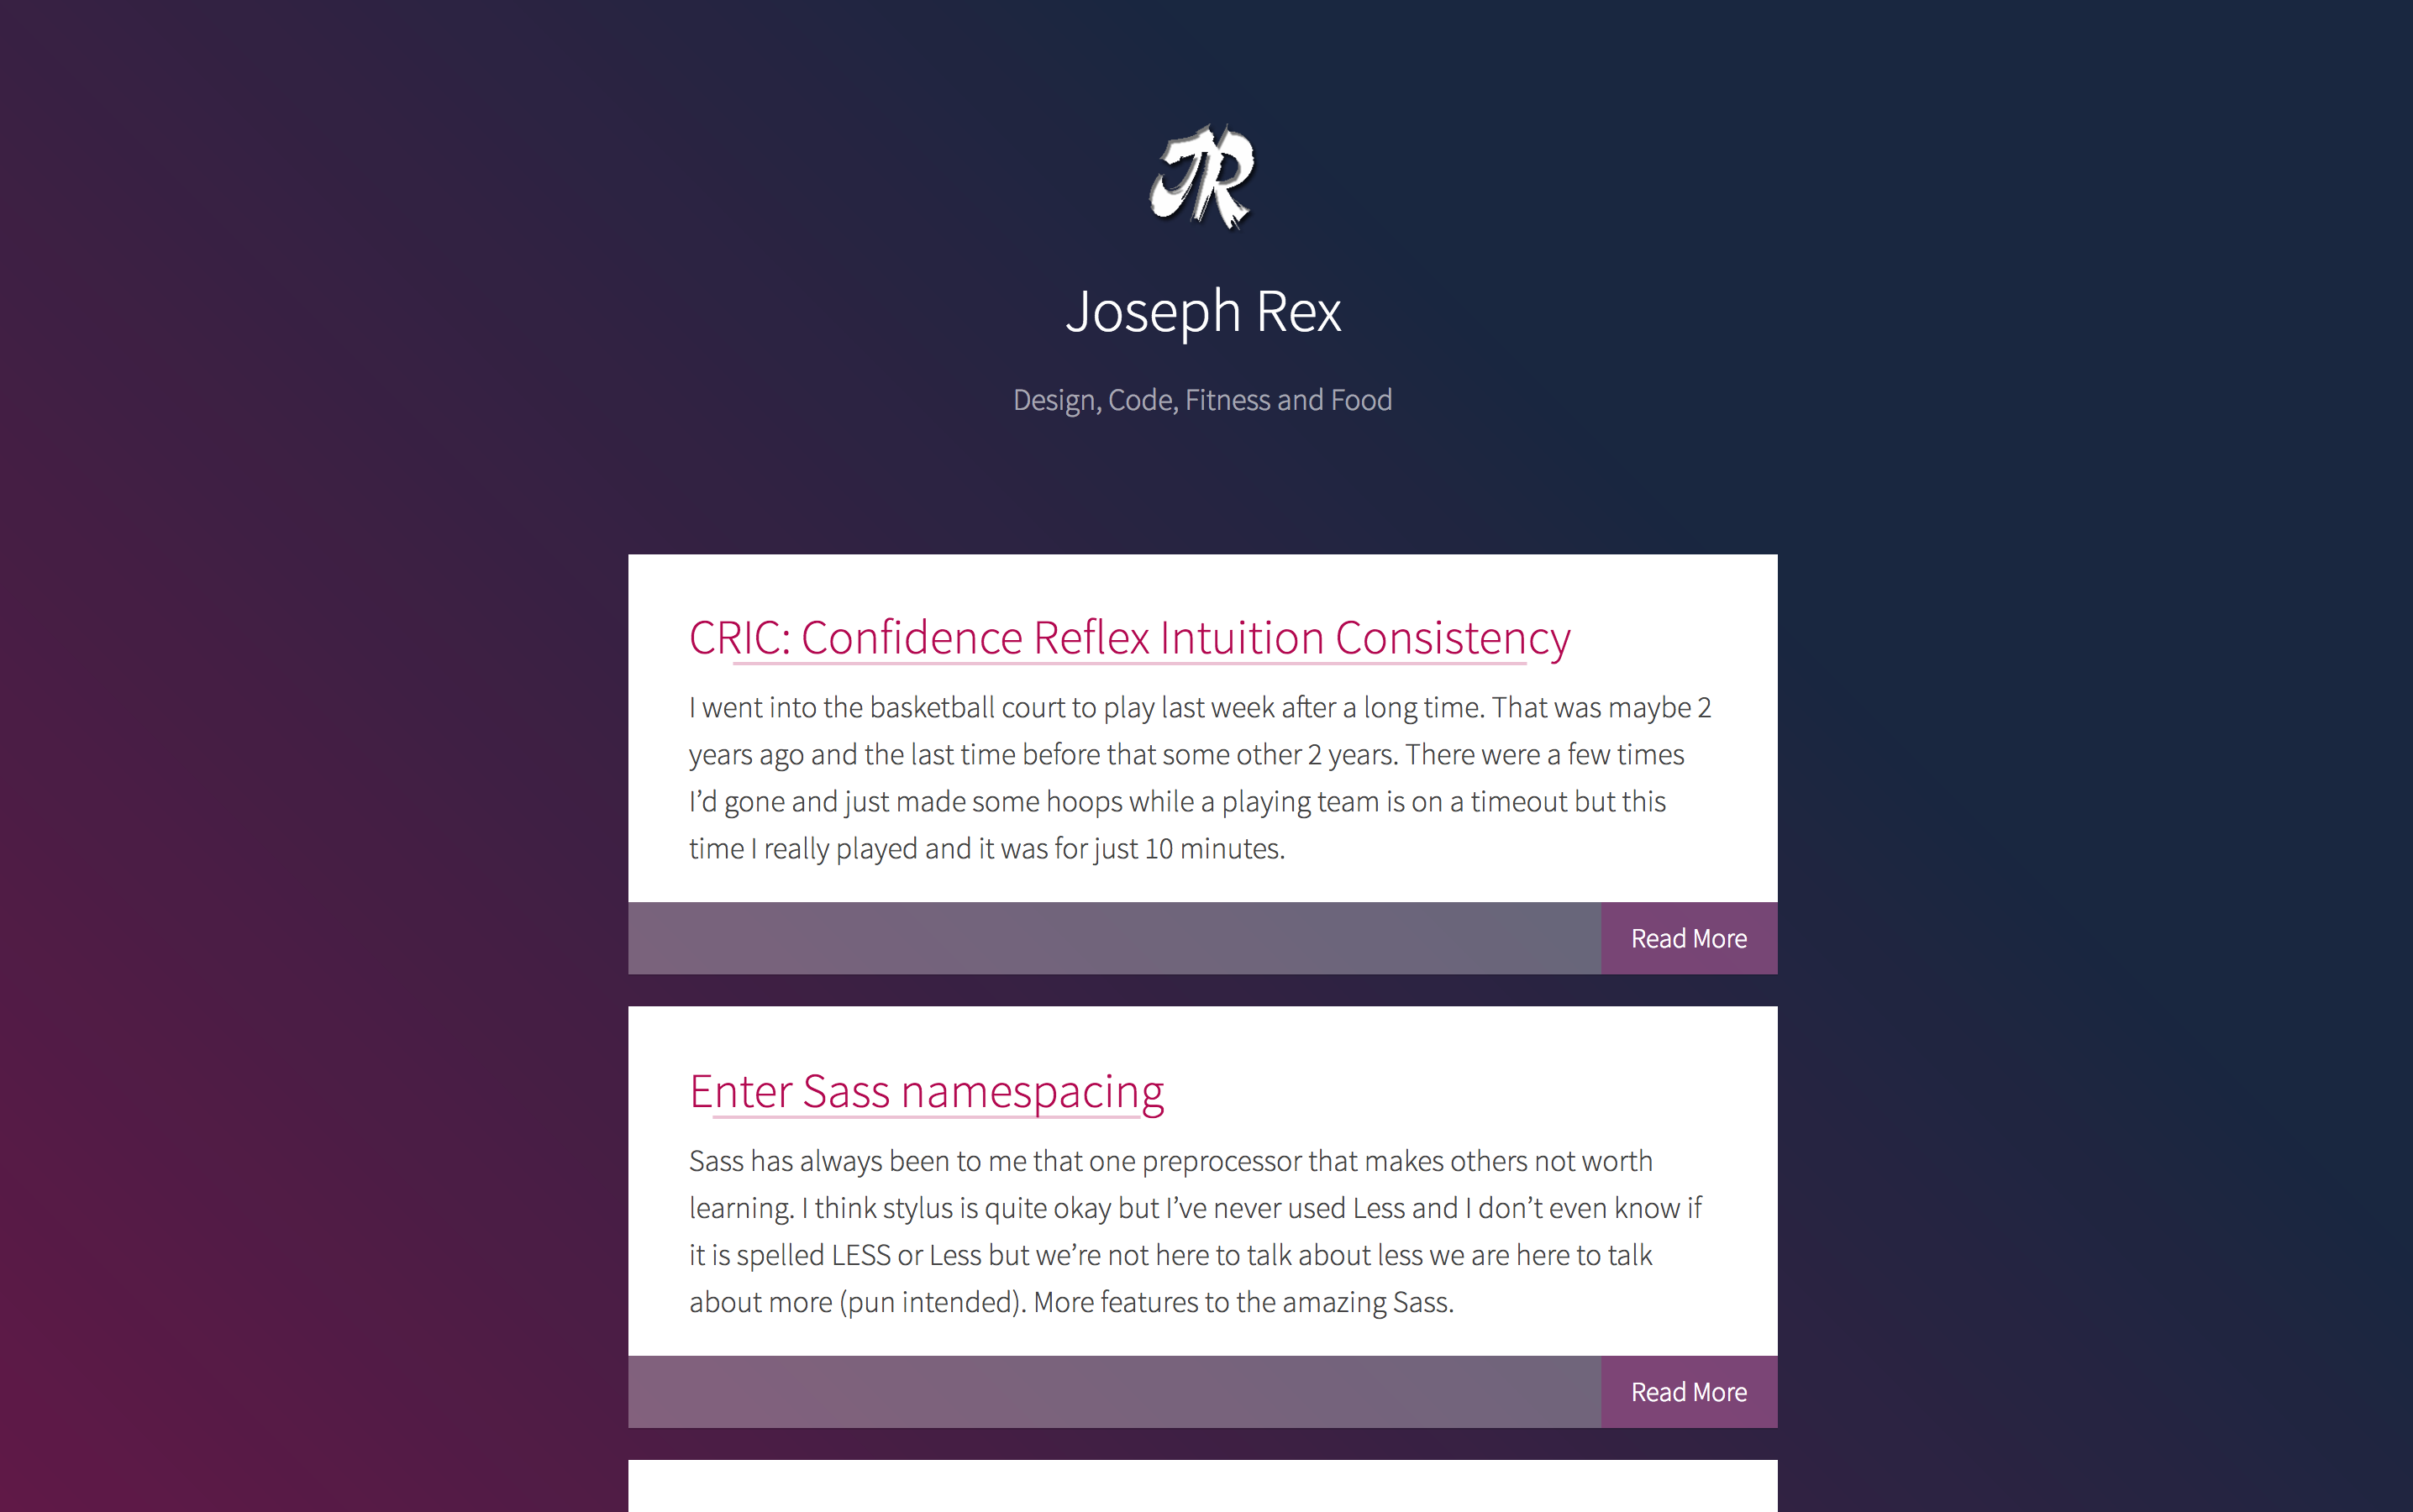 JR
Joseph Rex
Design, Code, Fitness and Food
CRIC: Confidence Reflex Intuition Consistency
I went into the basketball court to play last week after a long time. That was maybe 2
years ago and the last time before that some other 2 years. There were a few times
I’d gone and just made some hoops while a playing team is on a timeout but this
time I really played and it was for just 10 minutes.
Read More
Enter Sass namespacing
Sass has always been to me that one preprocessor that makes others not worth
learning. I think stylus is quite okay but I’ve never used Less and I don’t even know if
it is spelled LESS or Less but we’re not here to talk about less we are here to talk
about more (pun intended). More features to the amazing Sass.
Read More